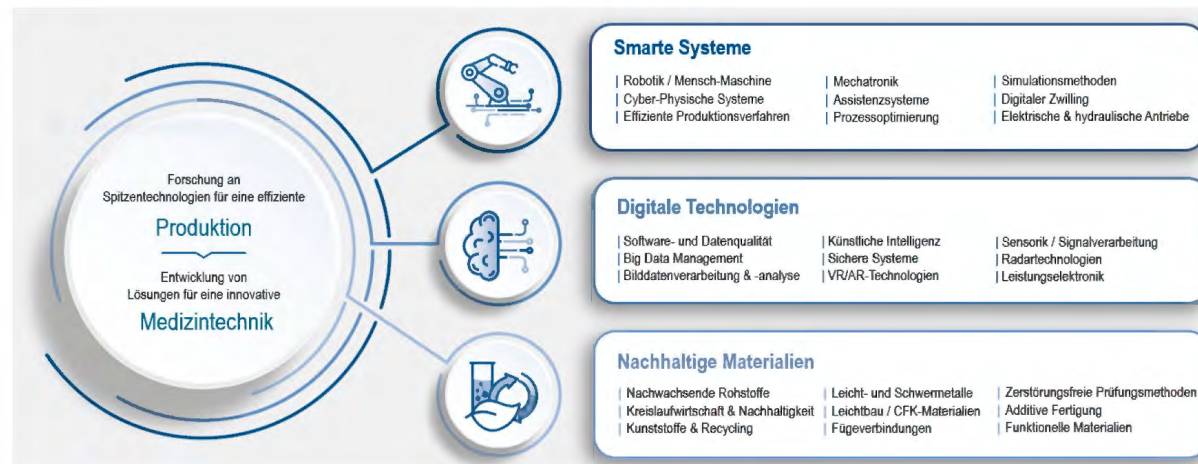 Forschung an
Spitzentechnologien für eine effiziente
Produktion
Entwicklung von
Lösungen für eine innovative
Medizintechnik
Smarte Systeme
Robotik / Mensch-Maschine
Cyber-Physische Systeme
Effiziente Produktionsverfahren
Mechatronik
Assistenzsysteme
Prozessoptimierung
Simulationsmethoden
Digitaler Zwilling
Elektrische & hydraulische Antriebe
Digitale Technologien
Software- und Datenqualität
Big Data Management
Bilddatenverarbeitung & -analyse
Künstliche Intelligenz
Sichere Systeme
VR/AR-Technologien
Sensorik / Signalverarbeitung
Radartechnologien
Leistungselektronik
Nachhaltige Materialien
Nachwachsende Rohstoffe
Kreislaufwirtschaft & Nachhaltigkeit
Kunststoffe & Recycling
Leicht- und Schwermetalle
Leichtbau / CFK-Materialien
Fügeverbindungen
Zerstörungsfreie Prüfungsmethoden
Additive Fertigung
Funktionelle Materialien